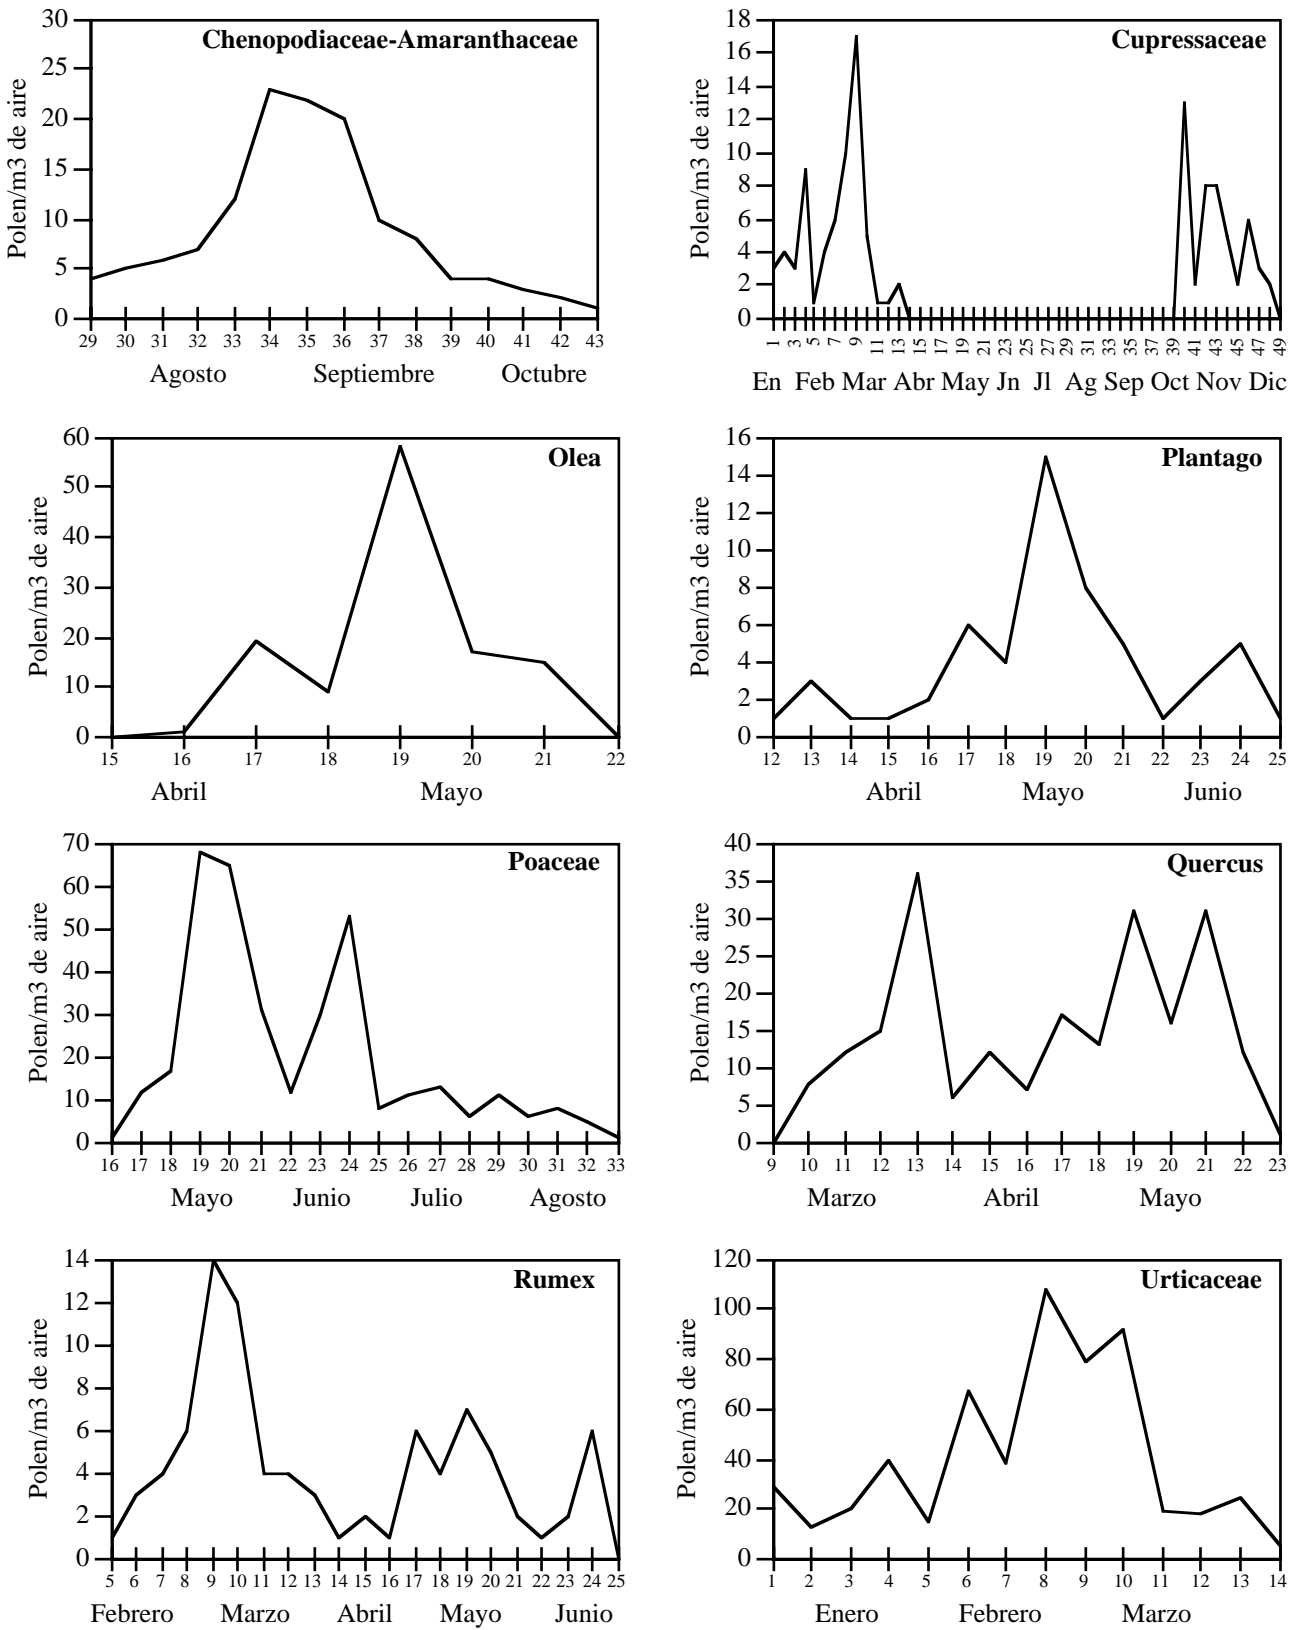 Chenopodiaceae-Amaranthaceae
Polen/m3 de aire
30
25
20
15
10
5
0
29 30 31 32 33 34 35 36 37 38 39 40 41 42 43
Agosto Septiembre Octubre
Cupressaceae
Polen/m3 de aire
18
16
14
12
10
8
6
4
2
0
1 3 5 7 9 11 13 15 17 19 21 23 25 27 29 31 33 35 37 39 41 43 45 47 49
En Feb Mar Abr May Jn Jl Ag Sep Oct Nov Dic
Olea
Polen/m3 de aire
60
50
40
30
20
10
0
15 16 17 18 19 20 21 22
Abril Mayo
Plantago
Polen/m3 de aire
16
14
12
10
8
6
4
2
0
12 13 14 15 16 17 18 19 20 21 22 23 24 25
Abril Mayo Junio
Poaceae
Polen/m3 de aire
70
60
50
40
30
20
10
0
16 17 18 19 20 21 22 23 24 25 26 27 28 29 30 31 32 33
Mayo Junio Julio Agosto
Quercus
Polen/m3 de aire
40
35
30
25
20
15
10
5
0
9 10 11 12 13 14 15 16 17 18 19 20 21 22 23
Marzo Abril Mayo
Rumex
Polen/m3 de aire
14
12
10
8
6
4
2
0
5 6 7 8 9 10 11 12 13 14 15 16 17 18 19 20 21 22 23 24 25
Febrero Marzo Abril Mayo Junio
Urticaceae
Polen/m3 de aire
120
100
80
60
40
20
0
1 2 3 4 5 6 7 8 9 10 11 12 13 14
Enero Febrero Marzo